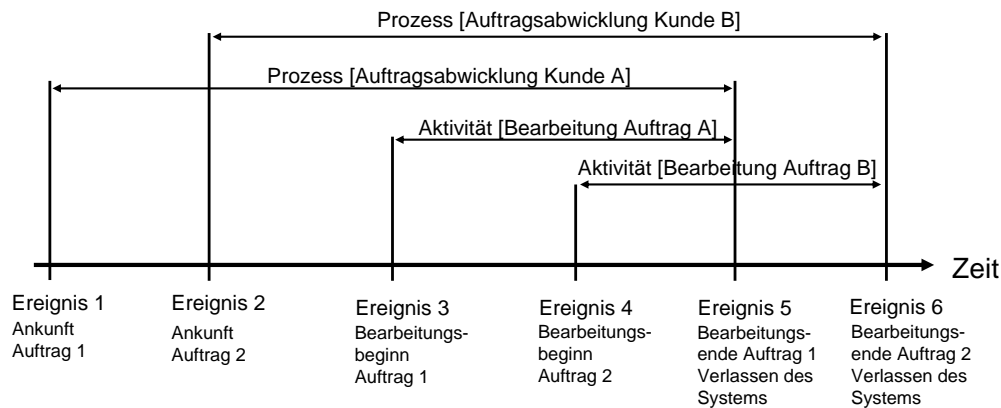 Prozess [Auftragsabwicklung Kunde B]
Prozess [Auftragsabwicklung Kunde A]
Aktivität [Bearbeitung Auftrag A]
Aktivität [Bearbeitung Auftrag B]
Zeit
Ereignis 1
Ankunft
Auftrag 1
Ereignis 2
Ankunft
Auftrag 2
Ereignis 3
Bearbeitungs-
beginn
Auftrag 1
Ereignis 4
Bearbeitungs-
beginn
Auftrag 2
Ereignis 5
Bearbeitungs-
ende Auftrag 1
Verlassen des
Systems
Ereignis 6
Bearbeitungs-
ende Auftrag 2
Verlassen des
Systems